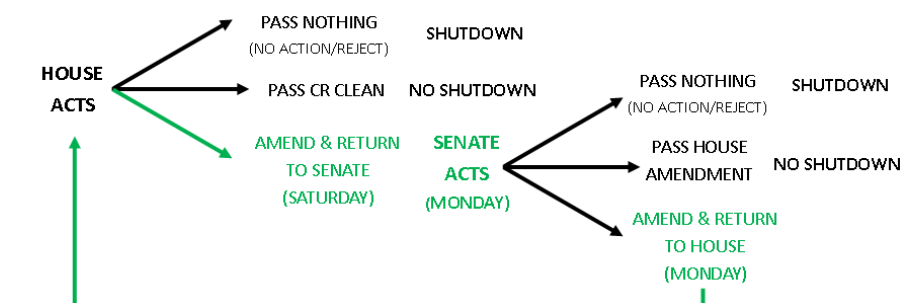 PASS NOTHING
(NO ACTION/REJECT)
SHUTDOWN
HOUSE
ACTS
PASS CR CLEAN
NO SHUTDOWN
AMEND & RETURN
TO SENATE
(SATURDAY)
SENATE
ACTS
(MONDAY)
PASS NOTHING
(NO ACTION/REJECT)
SHUTDOWN
PASS HOUSE
AMENDMENT
NO SHUTDOWN
AMEND & RETURN
TO HOUSE
(MONDAY)